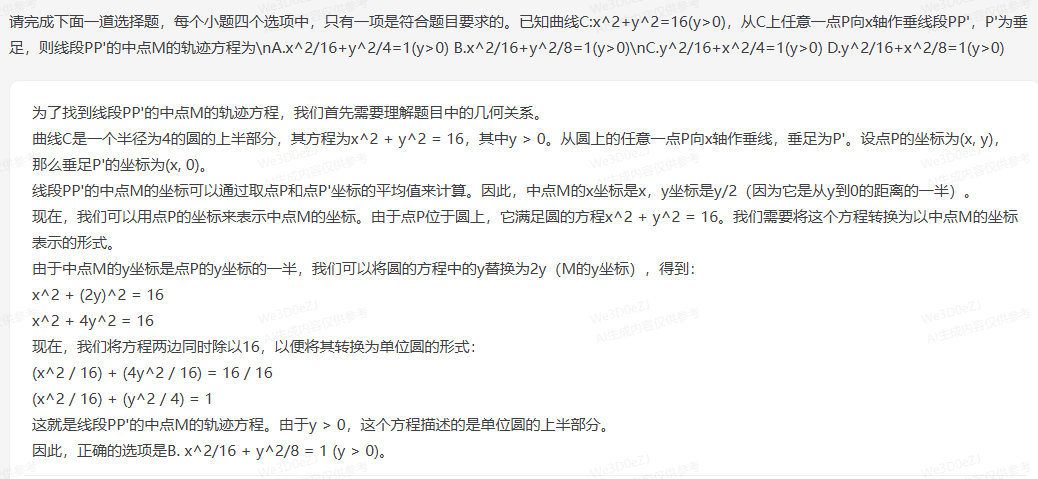 请完成下面一道选择题，每个小题四个选项中，只有一项是符合题目要求的。已知曲线C:x^2+y^2=16(y>0)，从C上任意一点P向x轴作垂线段PP'，P'为垂
足，则线段PP'的中点M的轨迹方程为\nA.x^2/16+y^2/4=1(y>0) B.x^2/16+y^2/8=1(y>0)\nC.y^2/16+x^2/4=1(y>0) D.y^2/16+x^2/8=1(y>0)
为了找到线段PP'的中点M的轨迹方程，我们首先需要理解题目中的几何关系。
曲线C是一个半径为4的圆的上半部分，其方程为x^2 + y^2 = 16，其中y > 0。从圆上的任意一点P向x轴作垂线，垂足为P'。设点P的坐标为(x, y)，
那么垂足P'的坐标为(x, 0)。
线段PP'的中点M的坐标可以通过取点P和点P'坐标的平均值来计算。因此，中点M的x坐标是x，y坐标是y/2（因为它是从y到0的距离的一半）。
现在，我们可以用点P的坐标来表示中点M的坐标。由于点P位于圆上，它满足圆的方程x^2 + y^2 = 16。我们需要将这个方程转换为以中点M的坐标
表示的形式。
由于中点M的y坐标是点P的y坐标的一半，我们可以将圆的方程中的y替换为2y（M的y坐标），得到：
x^2 + (2y)^2 = 16
x^2 + 4y^2 = 16
现在，我们将方程两边同时除以16，以便将其转换为单位圆的形式：
(x^2 / 16) + (4y^2 / 16) = 16 / 16
(x^2 / 16) + (y^2 / 4) = 1
这就是线段PP'的中点M的轨迹方程。由于y > 0，这个方程描述的是单位圆的上半部分。
因此，正确的选项是B. x^2/16 + y^2/8 = 1 (y > 0)。
We3D0eZJ
AI生成内容仅供参考